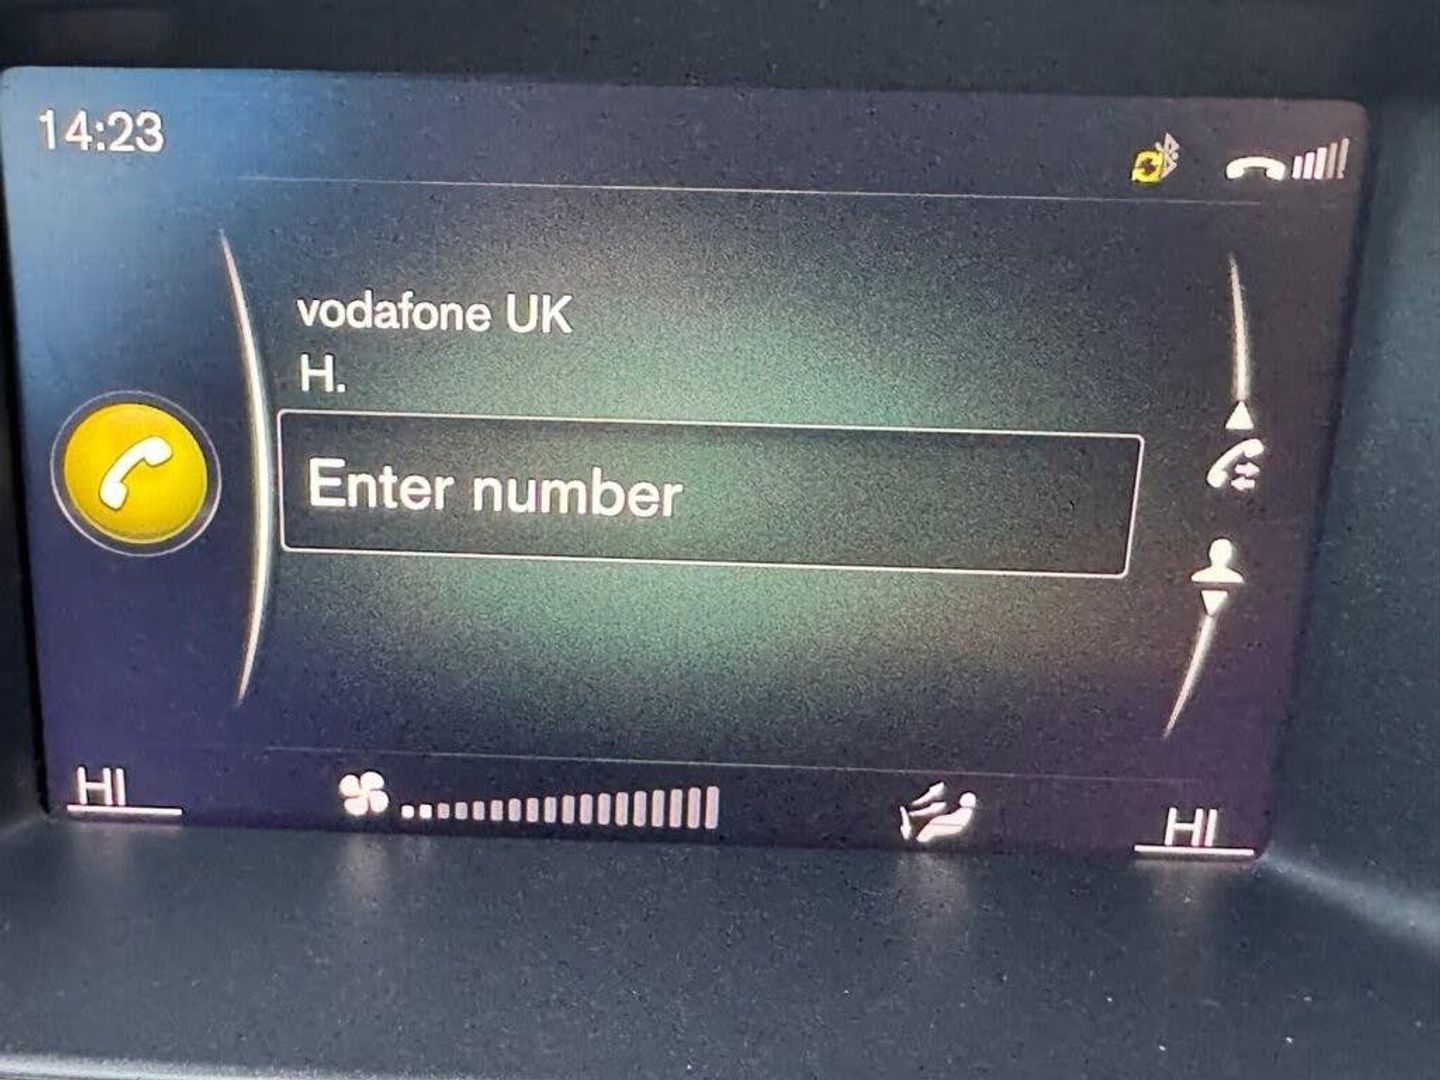 14:23
vodafone UK
H.
Enter number
HI
HI